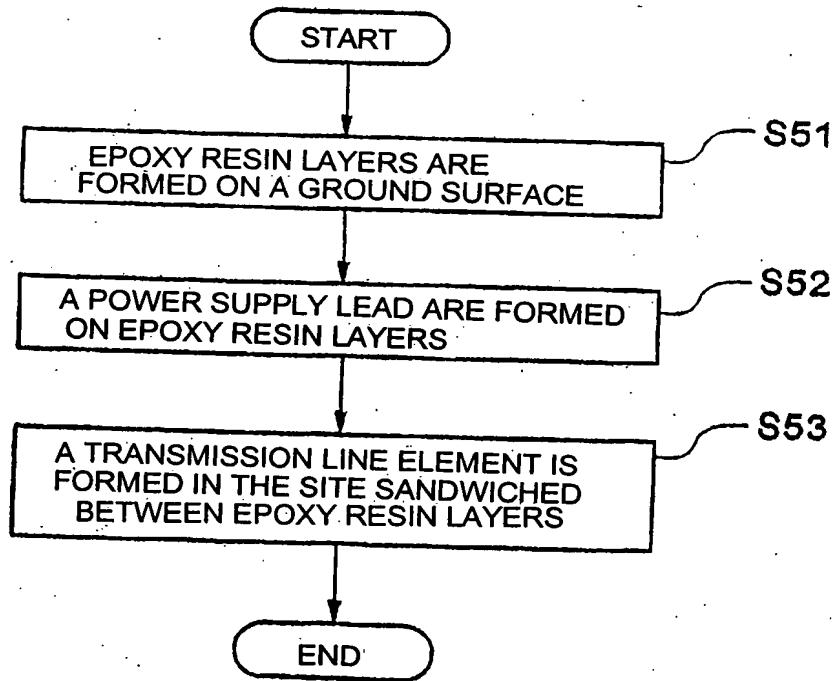 START
EPOXY RESIN LAYERS ARE
FORMED ON A GROUND SURFACE
S51
A POWER SUPPLY LEAD ARE FORMED
ON EPOXY RESIN LAYERS
S52
A TRANSMISSION LINE ELEMENT IS
FORMED IN THE SITE SANDWICHED
BETWEEN EPOXY RESIN LAYERS
S53
END